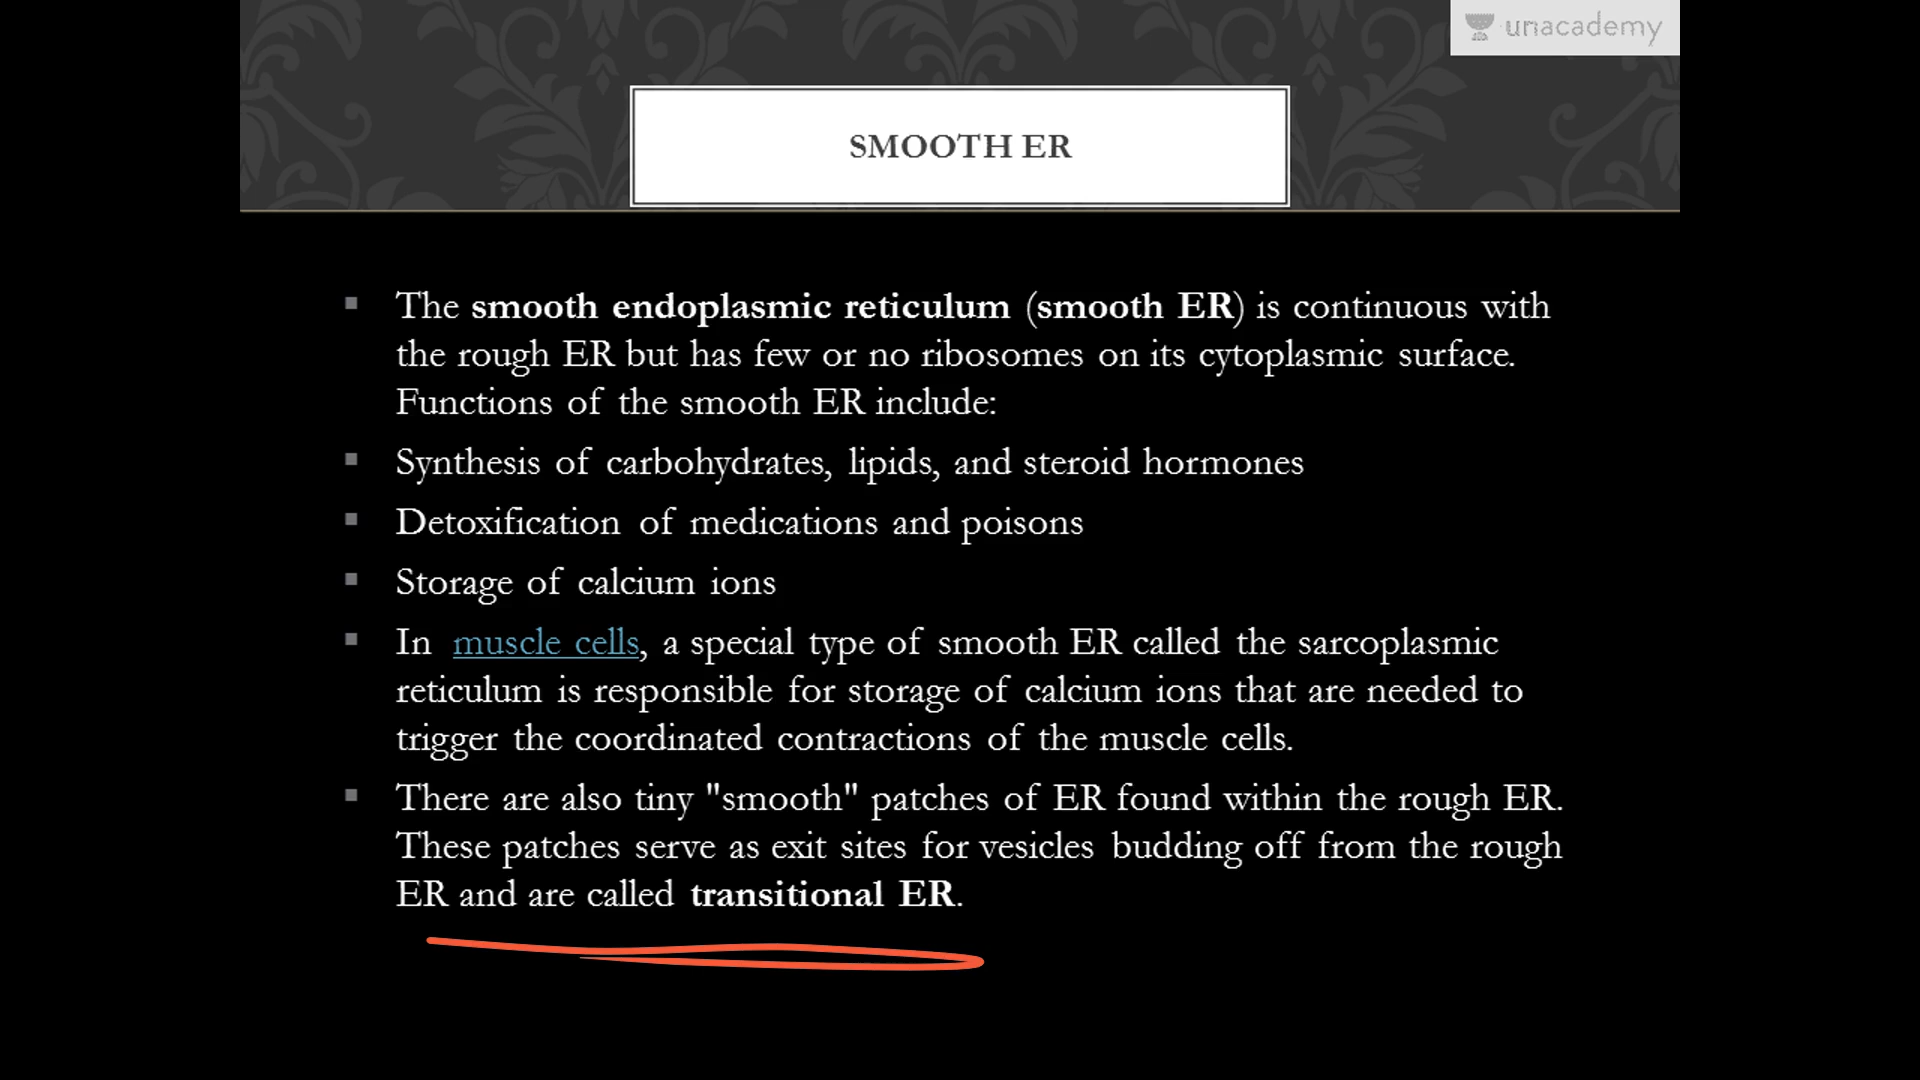 unacademy
SMOOTH ER
The smooth endoplasmic reticulum (smooth ER) is continuous with
the rough ER but has few or no ribosomes on its cytoplasmic surface.
Functions of the smooth ER include:
Synthesis of carbohydrates, lipids, and steroid hormones
Detoxification of medications and poisons
Storage of calcium ions
In muscle cells, a special type of smooth ER called the sarcoplasmic
reticulum is responsible for storage of calcium ions that are needed to
trigger the coordinated contractions of the muscle cells.
There are also tiny "smooth" patches of ER found within the rough ER.
These patches serve as exit sites for vesicles budding off from the rough
ER and are called transitional ER.